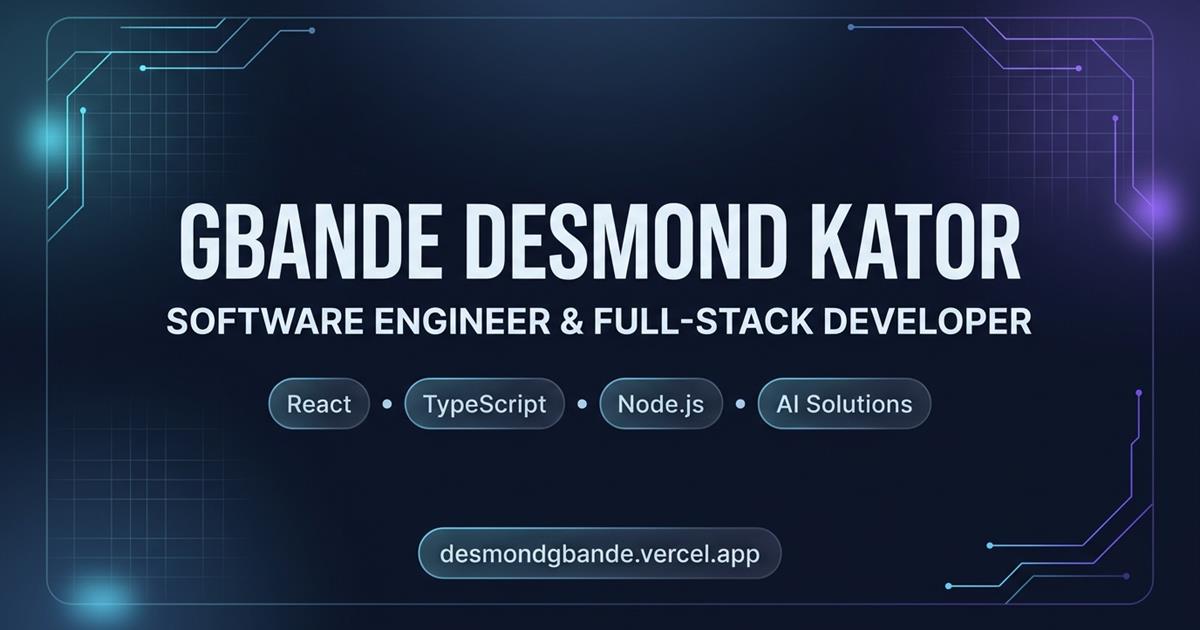 GBANDE DESMOND KATOR
SOFTWARE ENGINEER & FULL-STACK DEVELOPER
React • TypeScript • Node.js • AI Solutions
desmondgbande.vercel.app